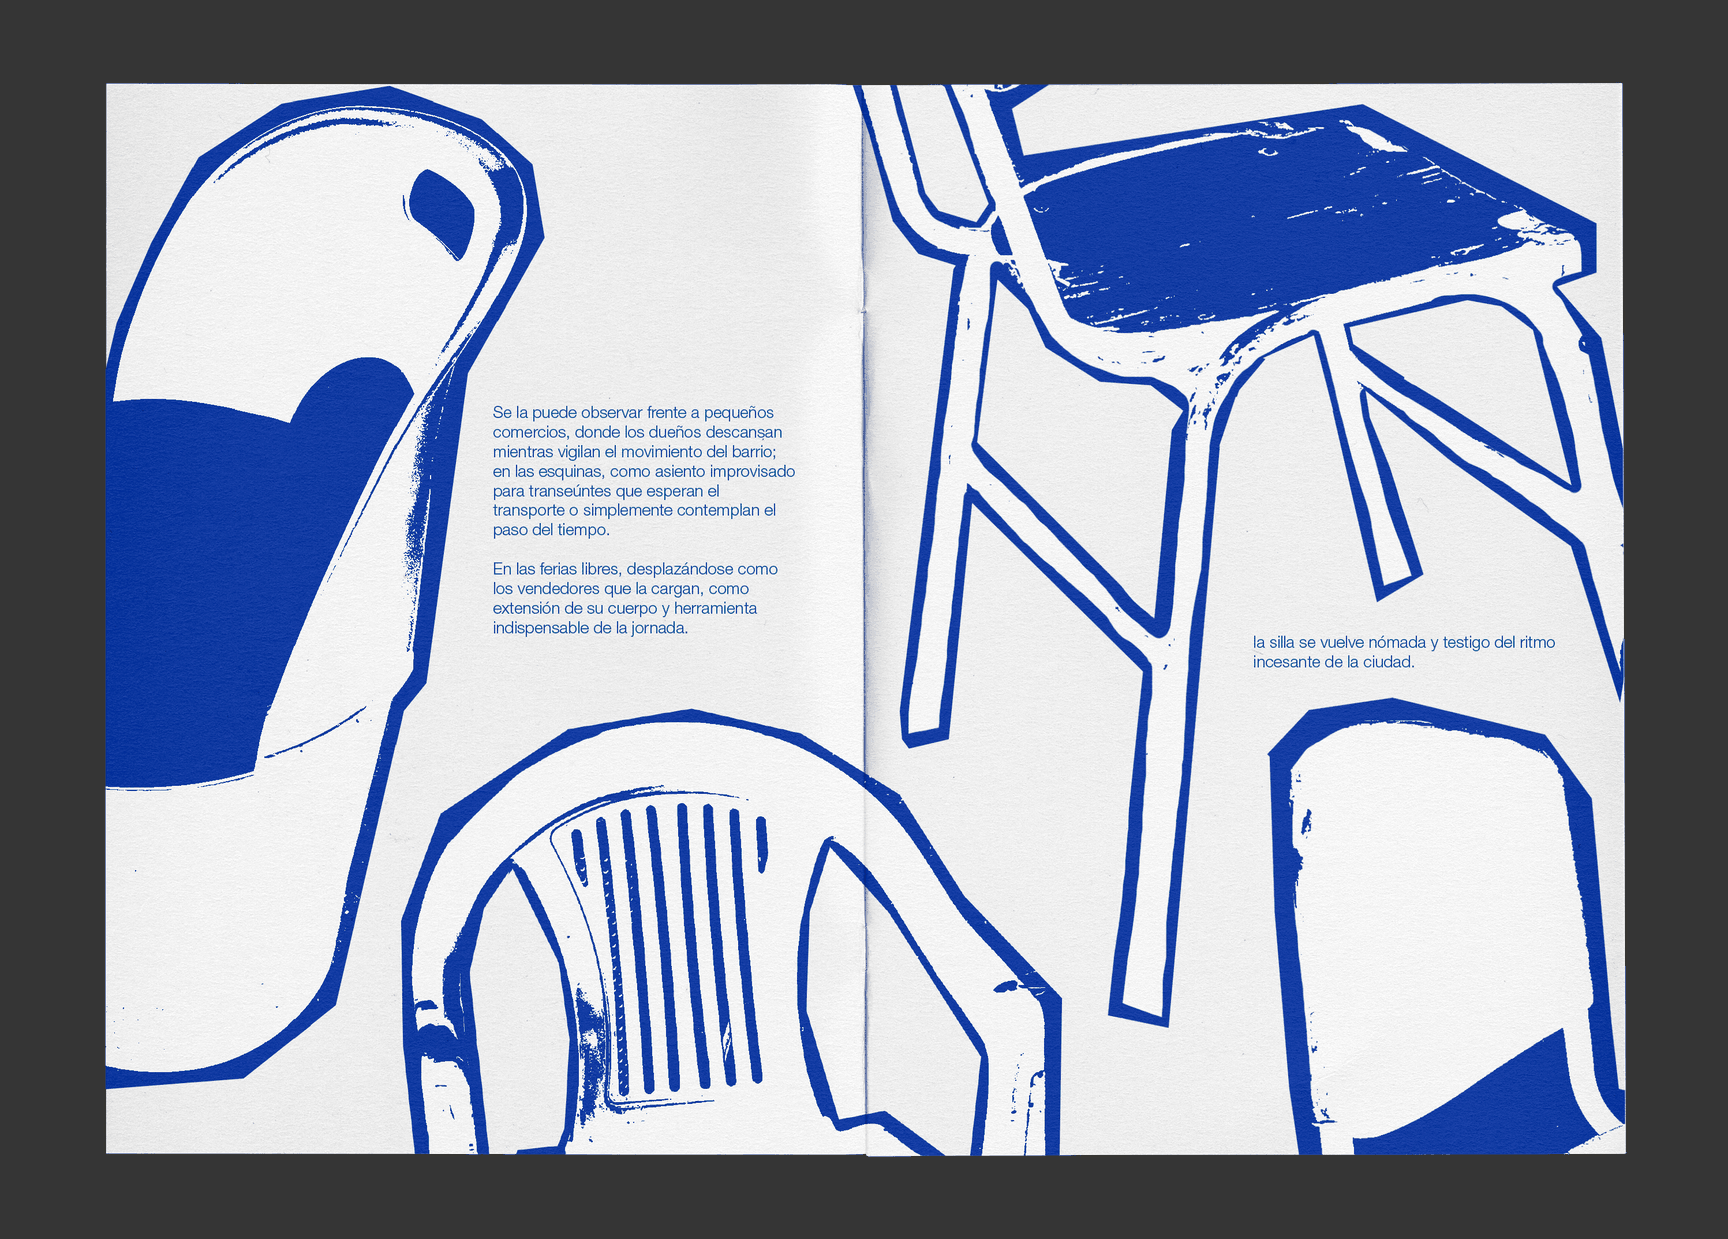 Se la puede observar frente a pequeños
comercios, donde los dueños descansan
mientras vigilan el movimiento del barrio;
en las esquinas, como asiento improvisado
para transeúntes que esperan el
transporte o simplemente contemplan el
paso del tiempo.
En las ferias libres, desplazándose como
los vendedores que la cargan, como
extensión de su cuerpo y herramienta
indispensable de la jornada.
la silla se vuelve nómada y testigo del ritmo
incesante de la ciudad.